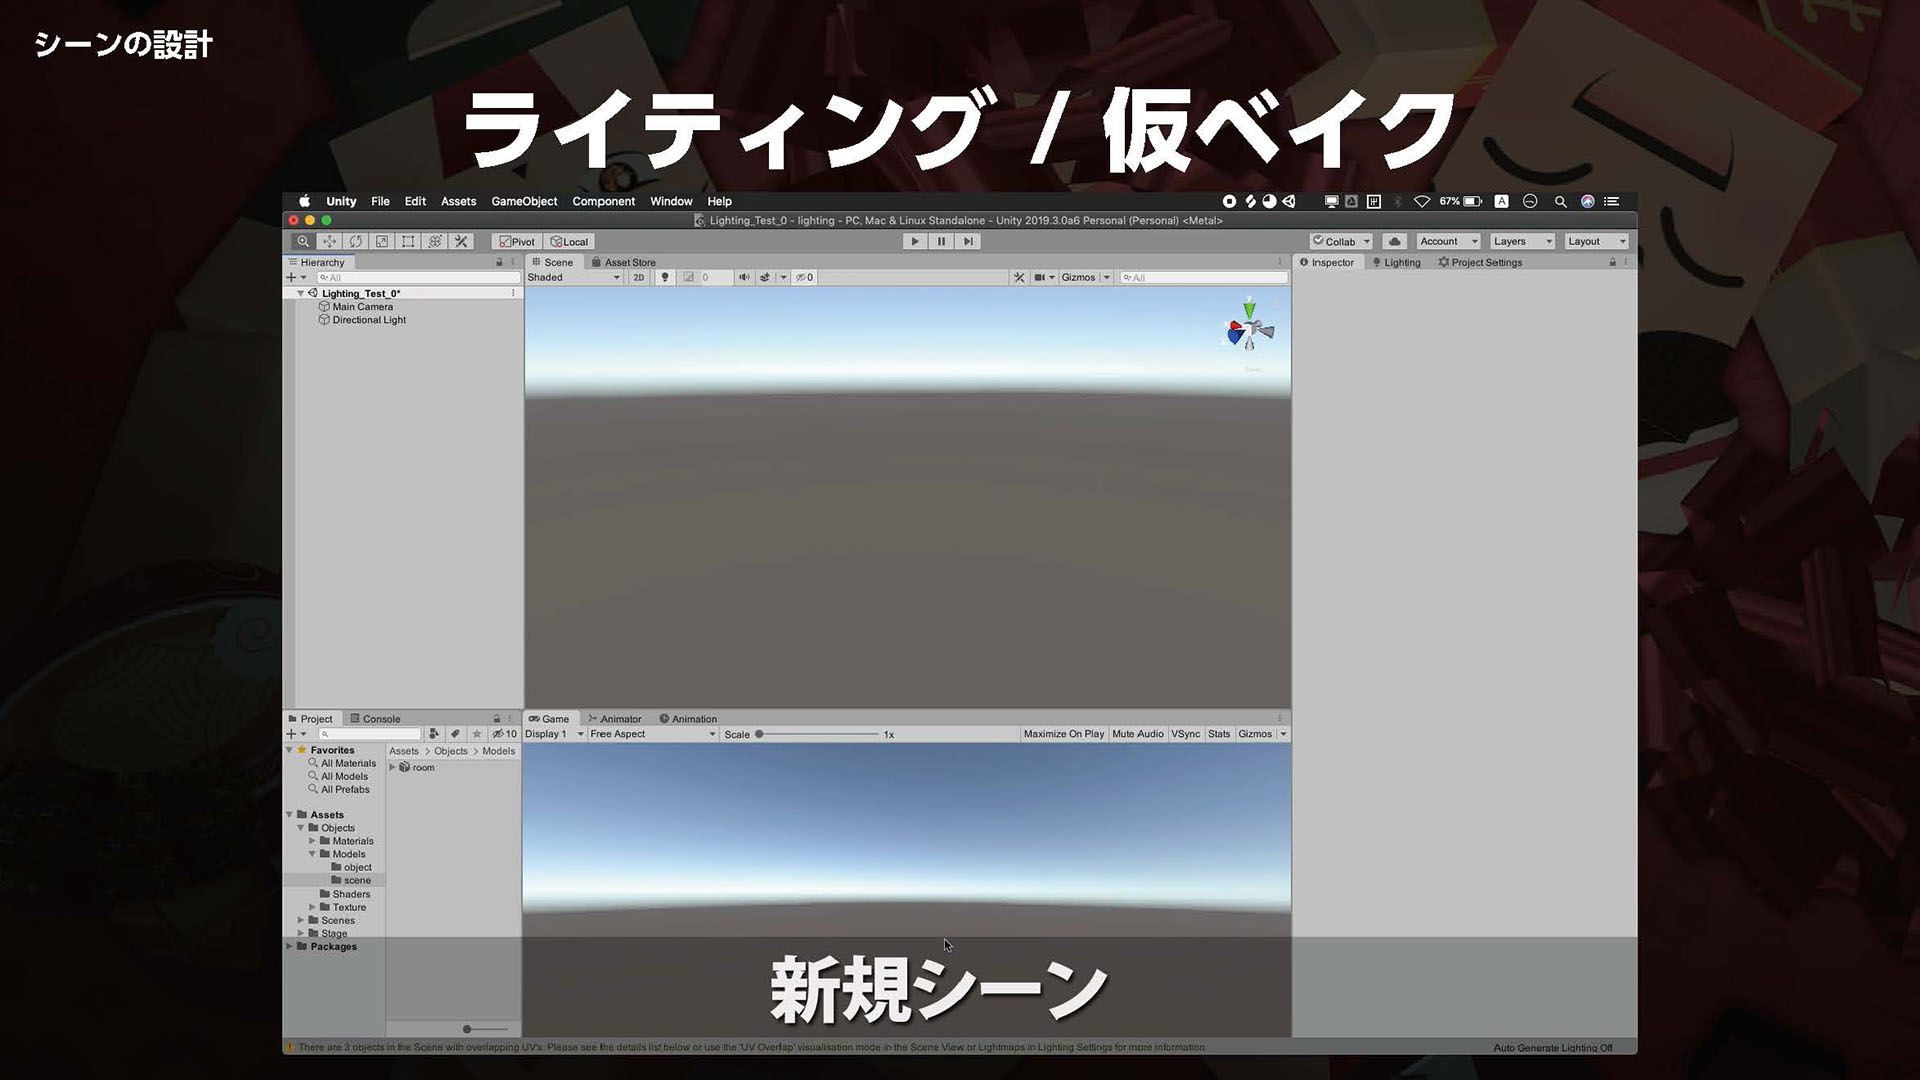 シーンの設計
ライティング / 仮ベイク
Unity File Edit Assets GameObject Component Window Help 67% A
Lighting_Test_0 - lighting - PC, Mac & Linux Standalone - Unity 2019.3.0a6 Personal (Personal) <Metal>
Pivot Local Collab Account Layers Layout
Hierarchy Scene Asset Store Inspector Lighting Project Settings
All Shaded 2D 0 0 Gizmos All
Lighting_Test_0*
Main Camera
Directional Light
Project Console Game Animator Animation
10 Display 1 Free Aspect Scale 1x Maximize On Play Mute Audio VSync Stats Gizmos
Favorites Assets > Objects > Models
All Materials room
All Models
All Prefabs
Assets
Objects
Materials
Models
object
scene
Shaders
Texture
Scenes
Stage
Packages
新規シーン
There are 3 objects in the Scene with overlapping UV's. Please see the details list below or use the 'UV Overlap' visualisation mode in the Scene View or Lightmaps in Lighting Settings for more information. Auto Generate Lighting Off